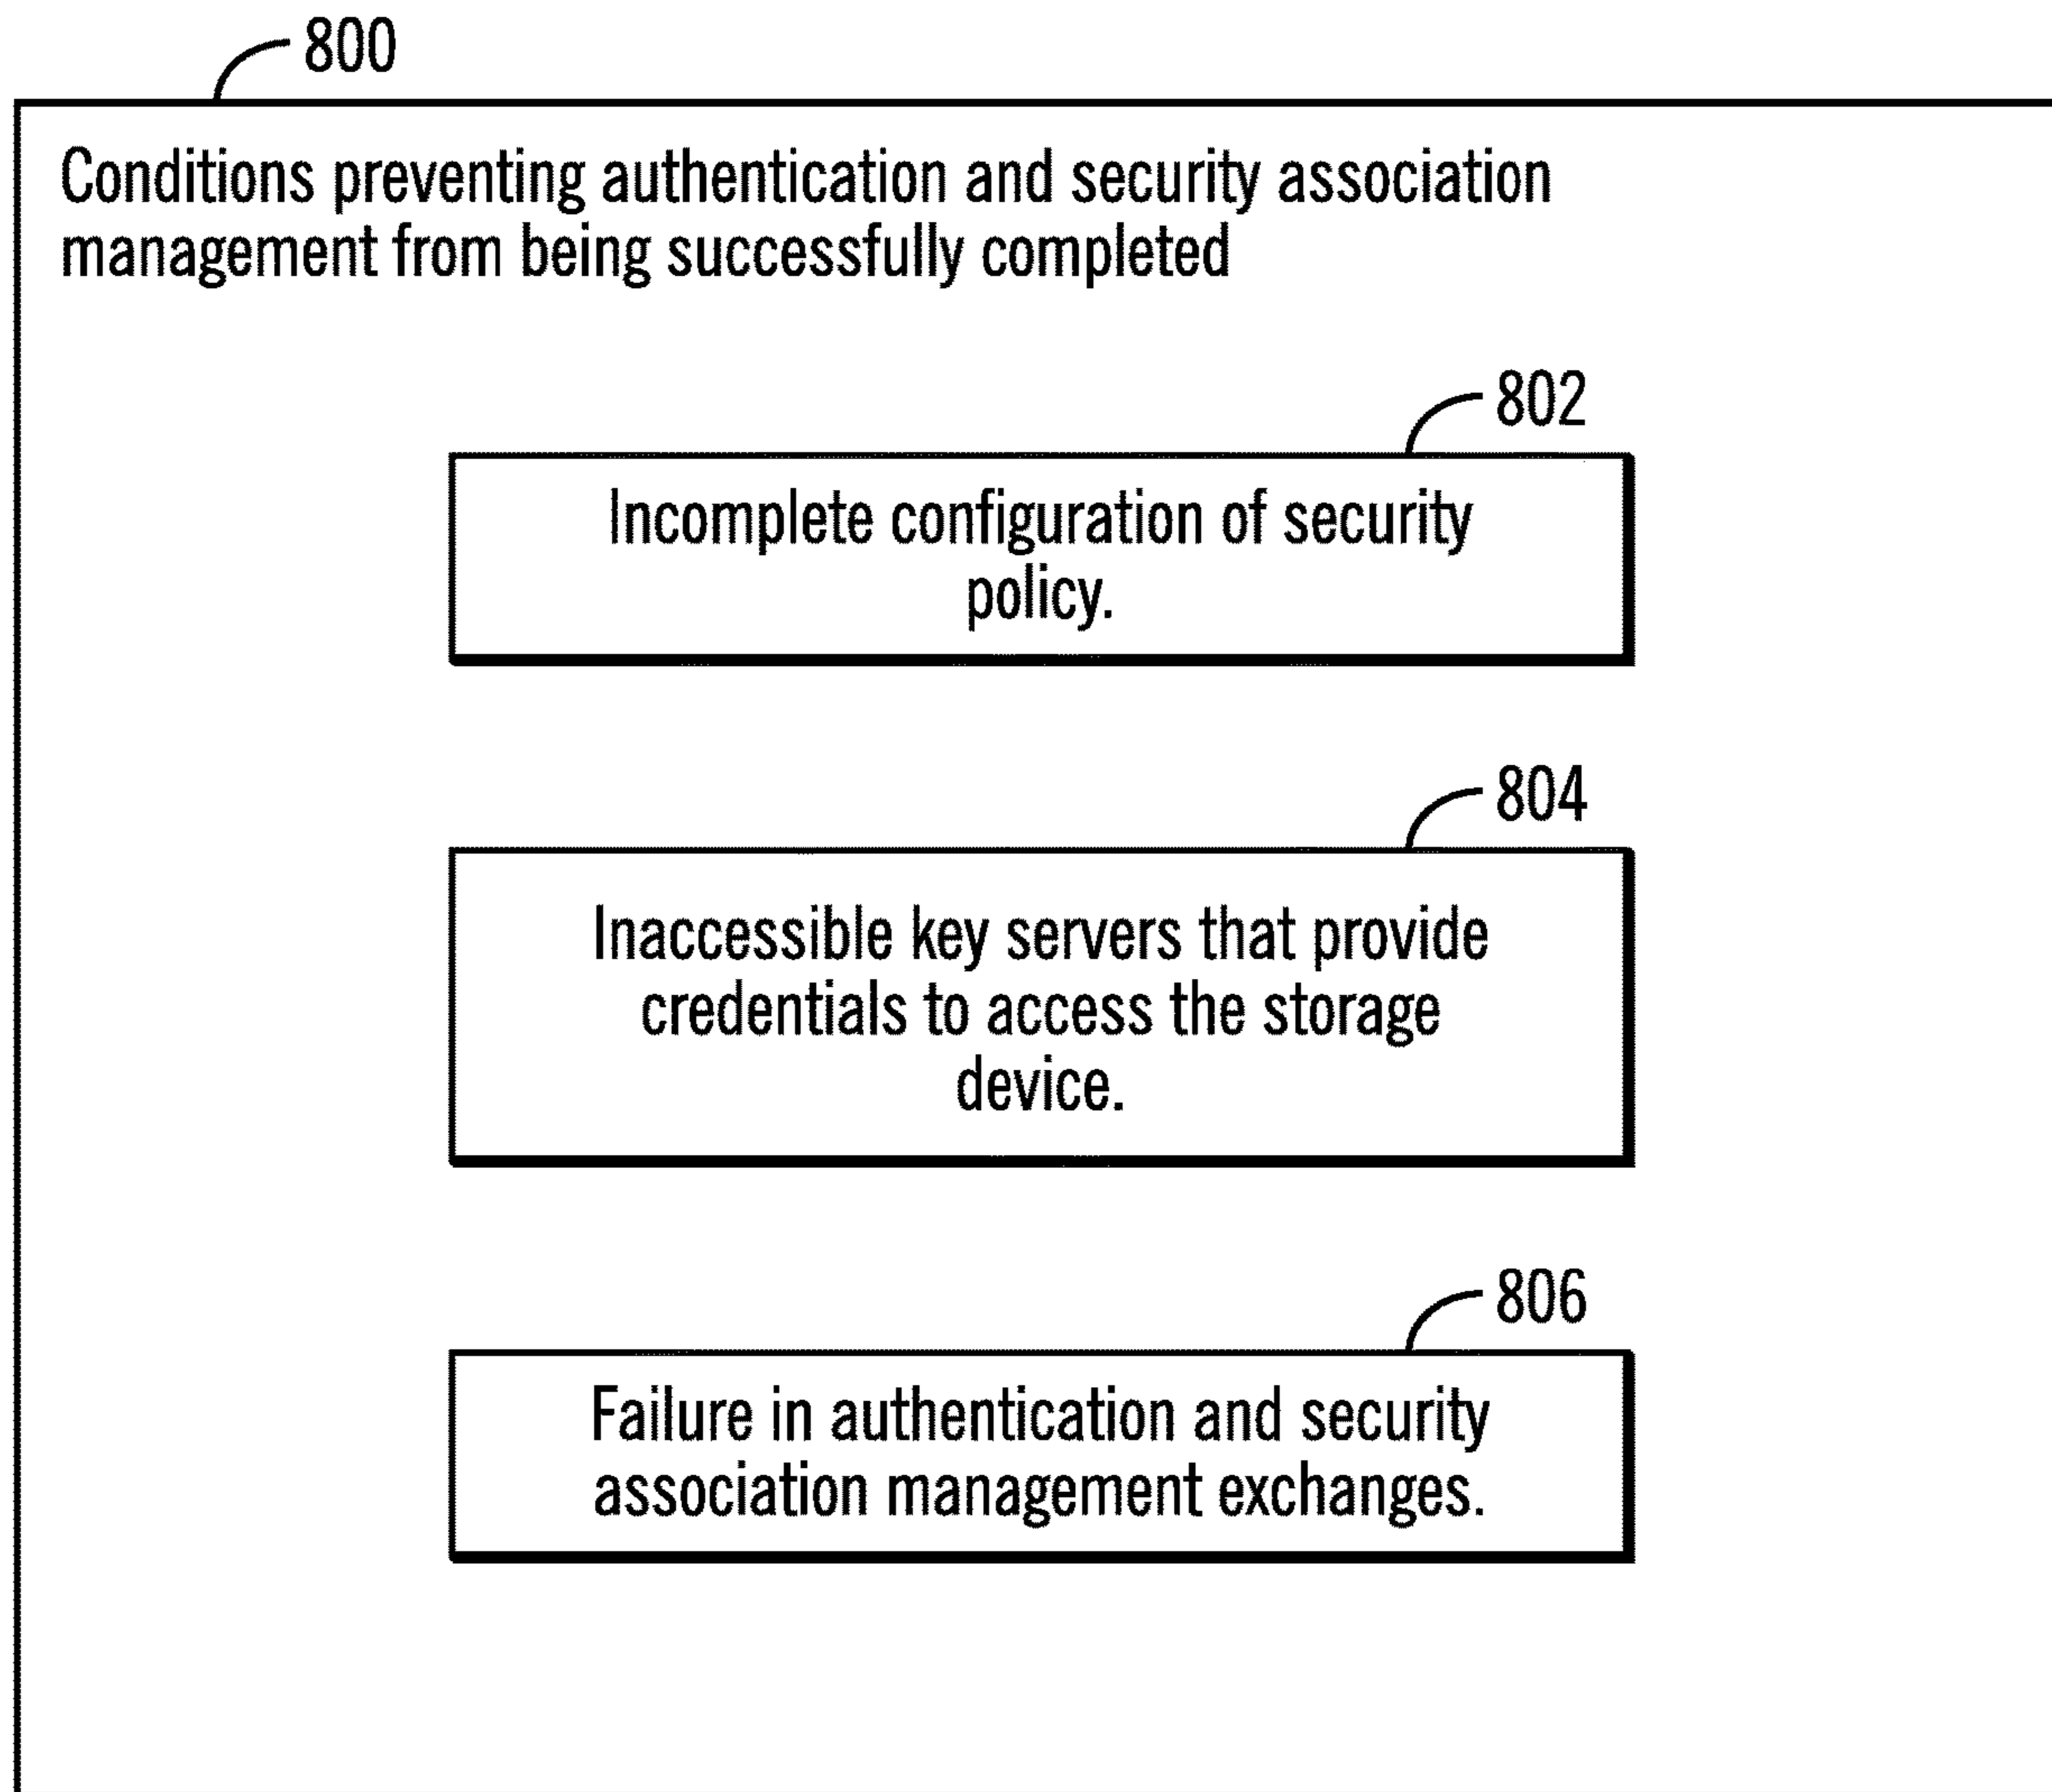 800
Conditions preventing authentication and security association
management from being successfully completed
802
Incomplete configuration of security
policy.
804
Inaccessible key servers that provide
credentials to access the storage
device.
806
Failure in authentication and security
association management exchanges.